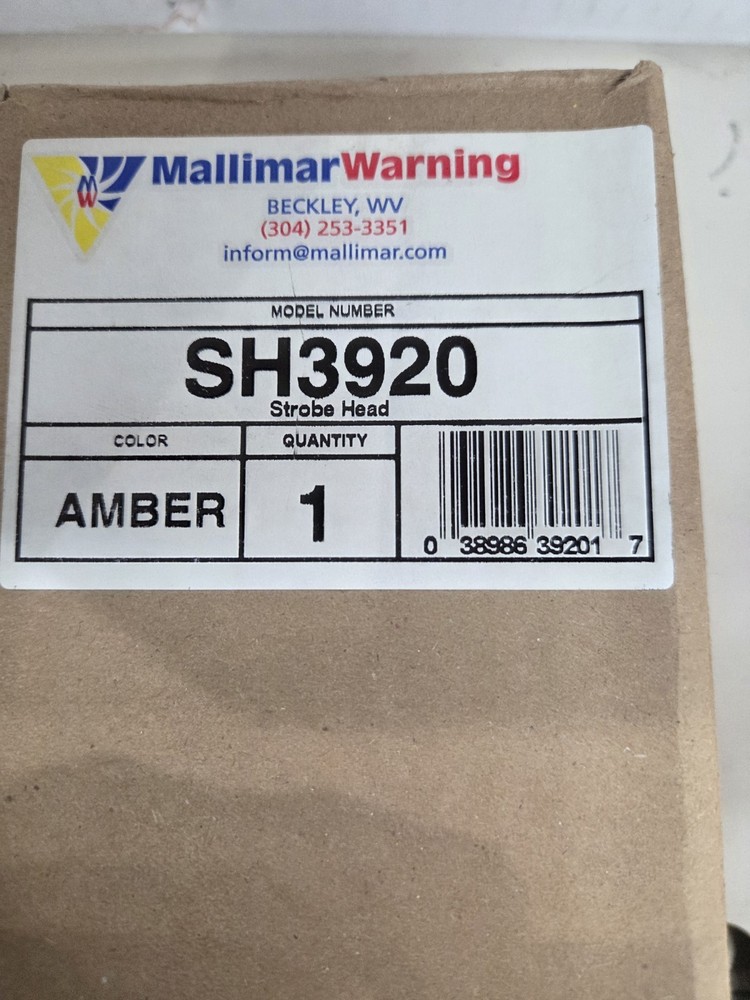 MW MallimarWarning
BECKLEY, WV
(304) 253-3351
inform@mallimar.com
MODEL NUMBER
SH3920
Strobe Head
COLOR
QUANTITY
AMBER
1
0 38986 39201 7